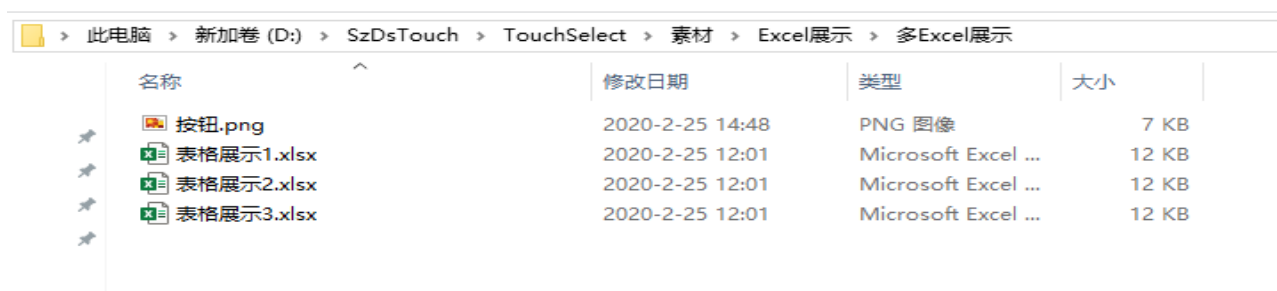 › 此电脑 › 新加卷 (D:) › SzDsTouch › TouchSelect › 素材 › Excel展示 › 多Excel展示
名称 修改日期 类型 大小
按钮.png 2020-2-25 14:48 PNG 图像 7 KB
表格展示1.xlsx 2020-2-25 12:01 Microsoft Excel ... 12 KB
表格展示2.xlsx 2020-2-25 12:01 Microsoft Excel ... 12 KB
表格展示3.xlsx 2020-2-25 12:01 Microsoft Excel ... 12 KB